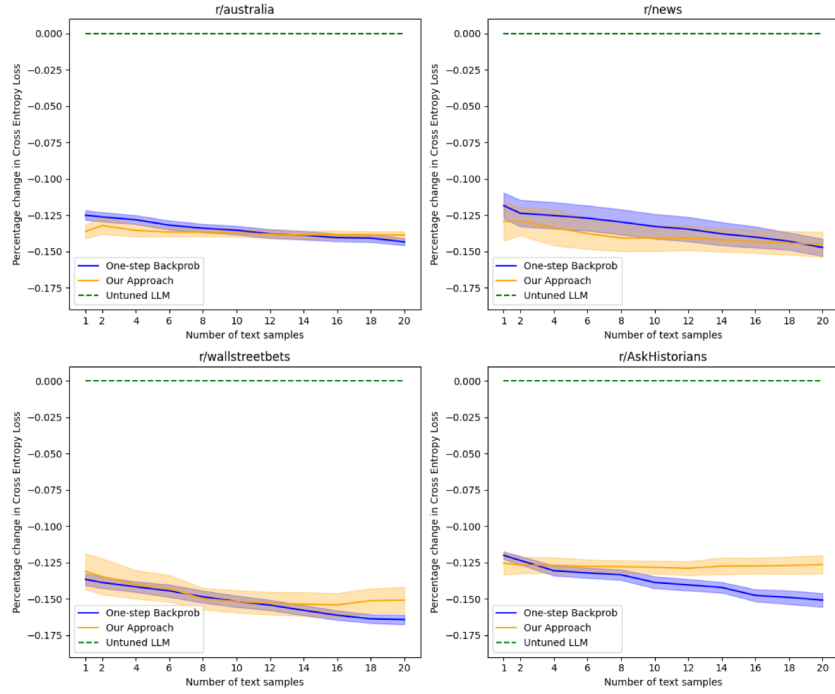 r/australia
0.000
−0.025
−0.050
−0.075
−0.100
−0.125
−0.150
−0.175
Percentage change in Cross Entropy Loss
One-step Backprob
Our Approach
Untuned LLM
1 2 4 6 8 10 12 14 16 18 20
Number of text samples
r/news
0.000
−0.025
−0.050
−0.075
−0.100
−0.125
−0.150
−0.175
Percentage change in Cross Entropy Loss
One-step Backprob
Our Approach
Untuned LLM
1 2 4 6 8 10 12 14 16 18 20
Number of text samples
r/wallstreetbets
0.000
−0.025
−0.050
−0.075
−0.100
−0.125
−0.150
−0.175
Percentage change in Cross Entropy Loss
One-step Backprob
Our Approach
Untuned LLM
1 2 4 6 8 10 12 14 16 18 20
Number of text samples
r/AskHistorians
0.000
−0.025
−0.050
−0.075
−0.100
−0.125
−0.150
−0.175
Percentage change in Cross Entropy Loss
One-step Backprob
Our Approach
Untuned LLM
1 2 4 6 8 10 12 14 16 18 20
Number of text samples